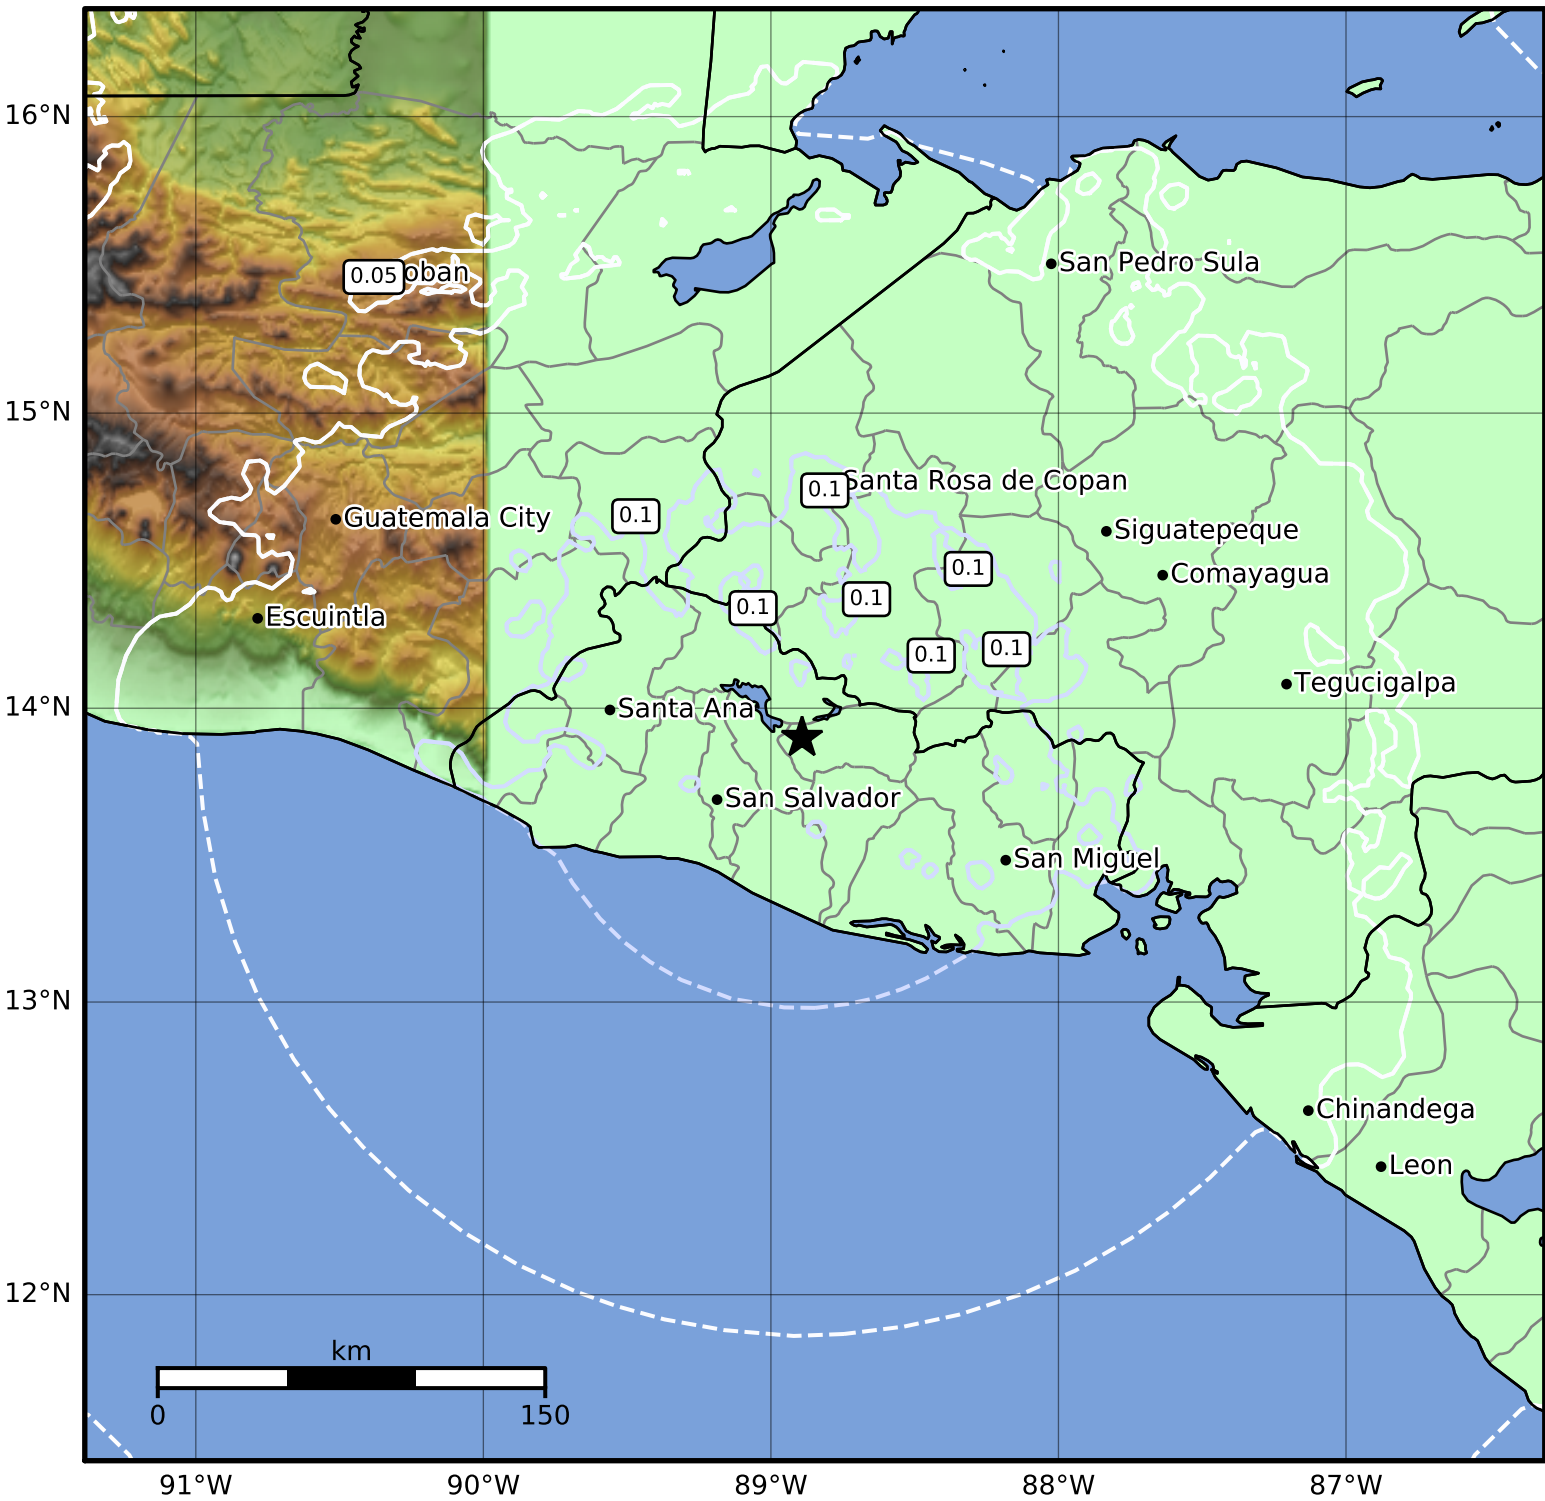 16°N
0.05 oban
San Pedro Sula
15°N
0.1 Santa Rosa de Copan
0.1
Guatemala City
Siguatepeque
0.1
Comayagua
0.1
0.1
Escuintla
0.1
0.1
Tegucigalpa
14°N
Santa Ana
San Salvador
San Miguel
13°N
Chinandega
Leon
12°N
km
0 150
91°W 90°W 89°W 88°W 87°W